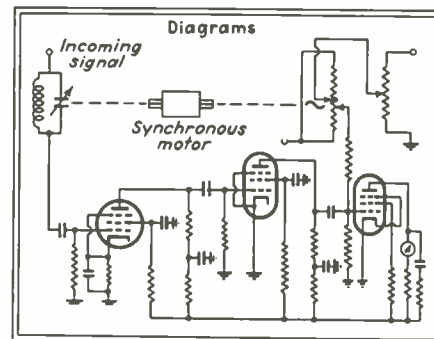 Diagrams
Incoming
signal
Synchronous
motor